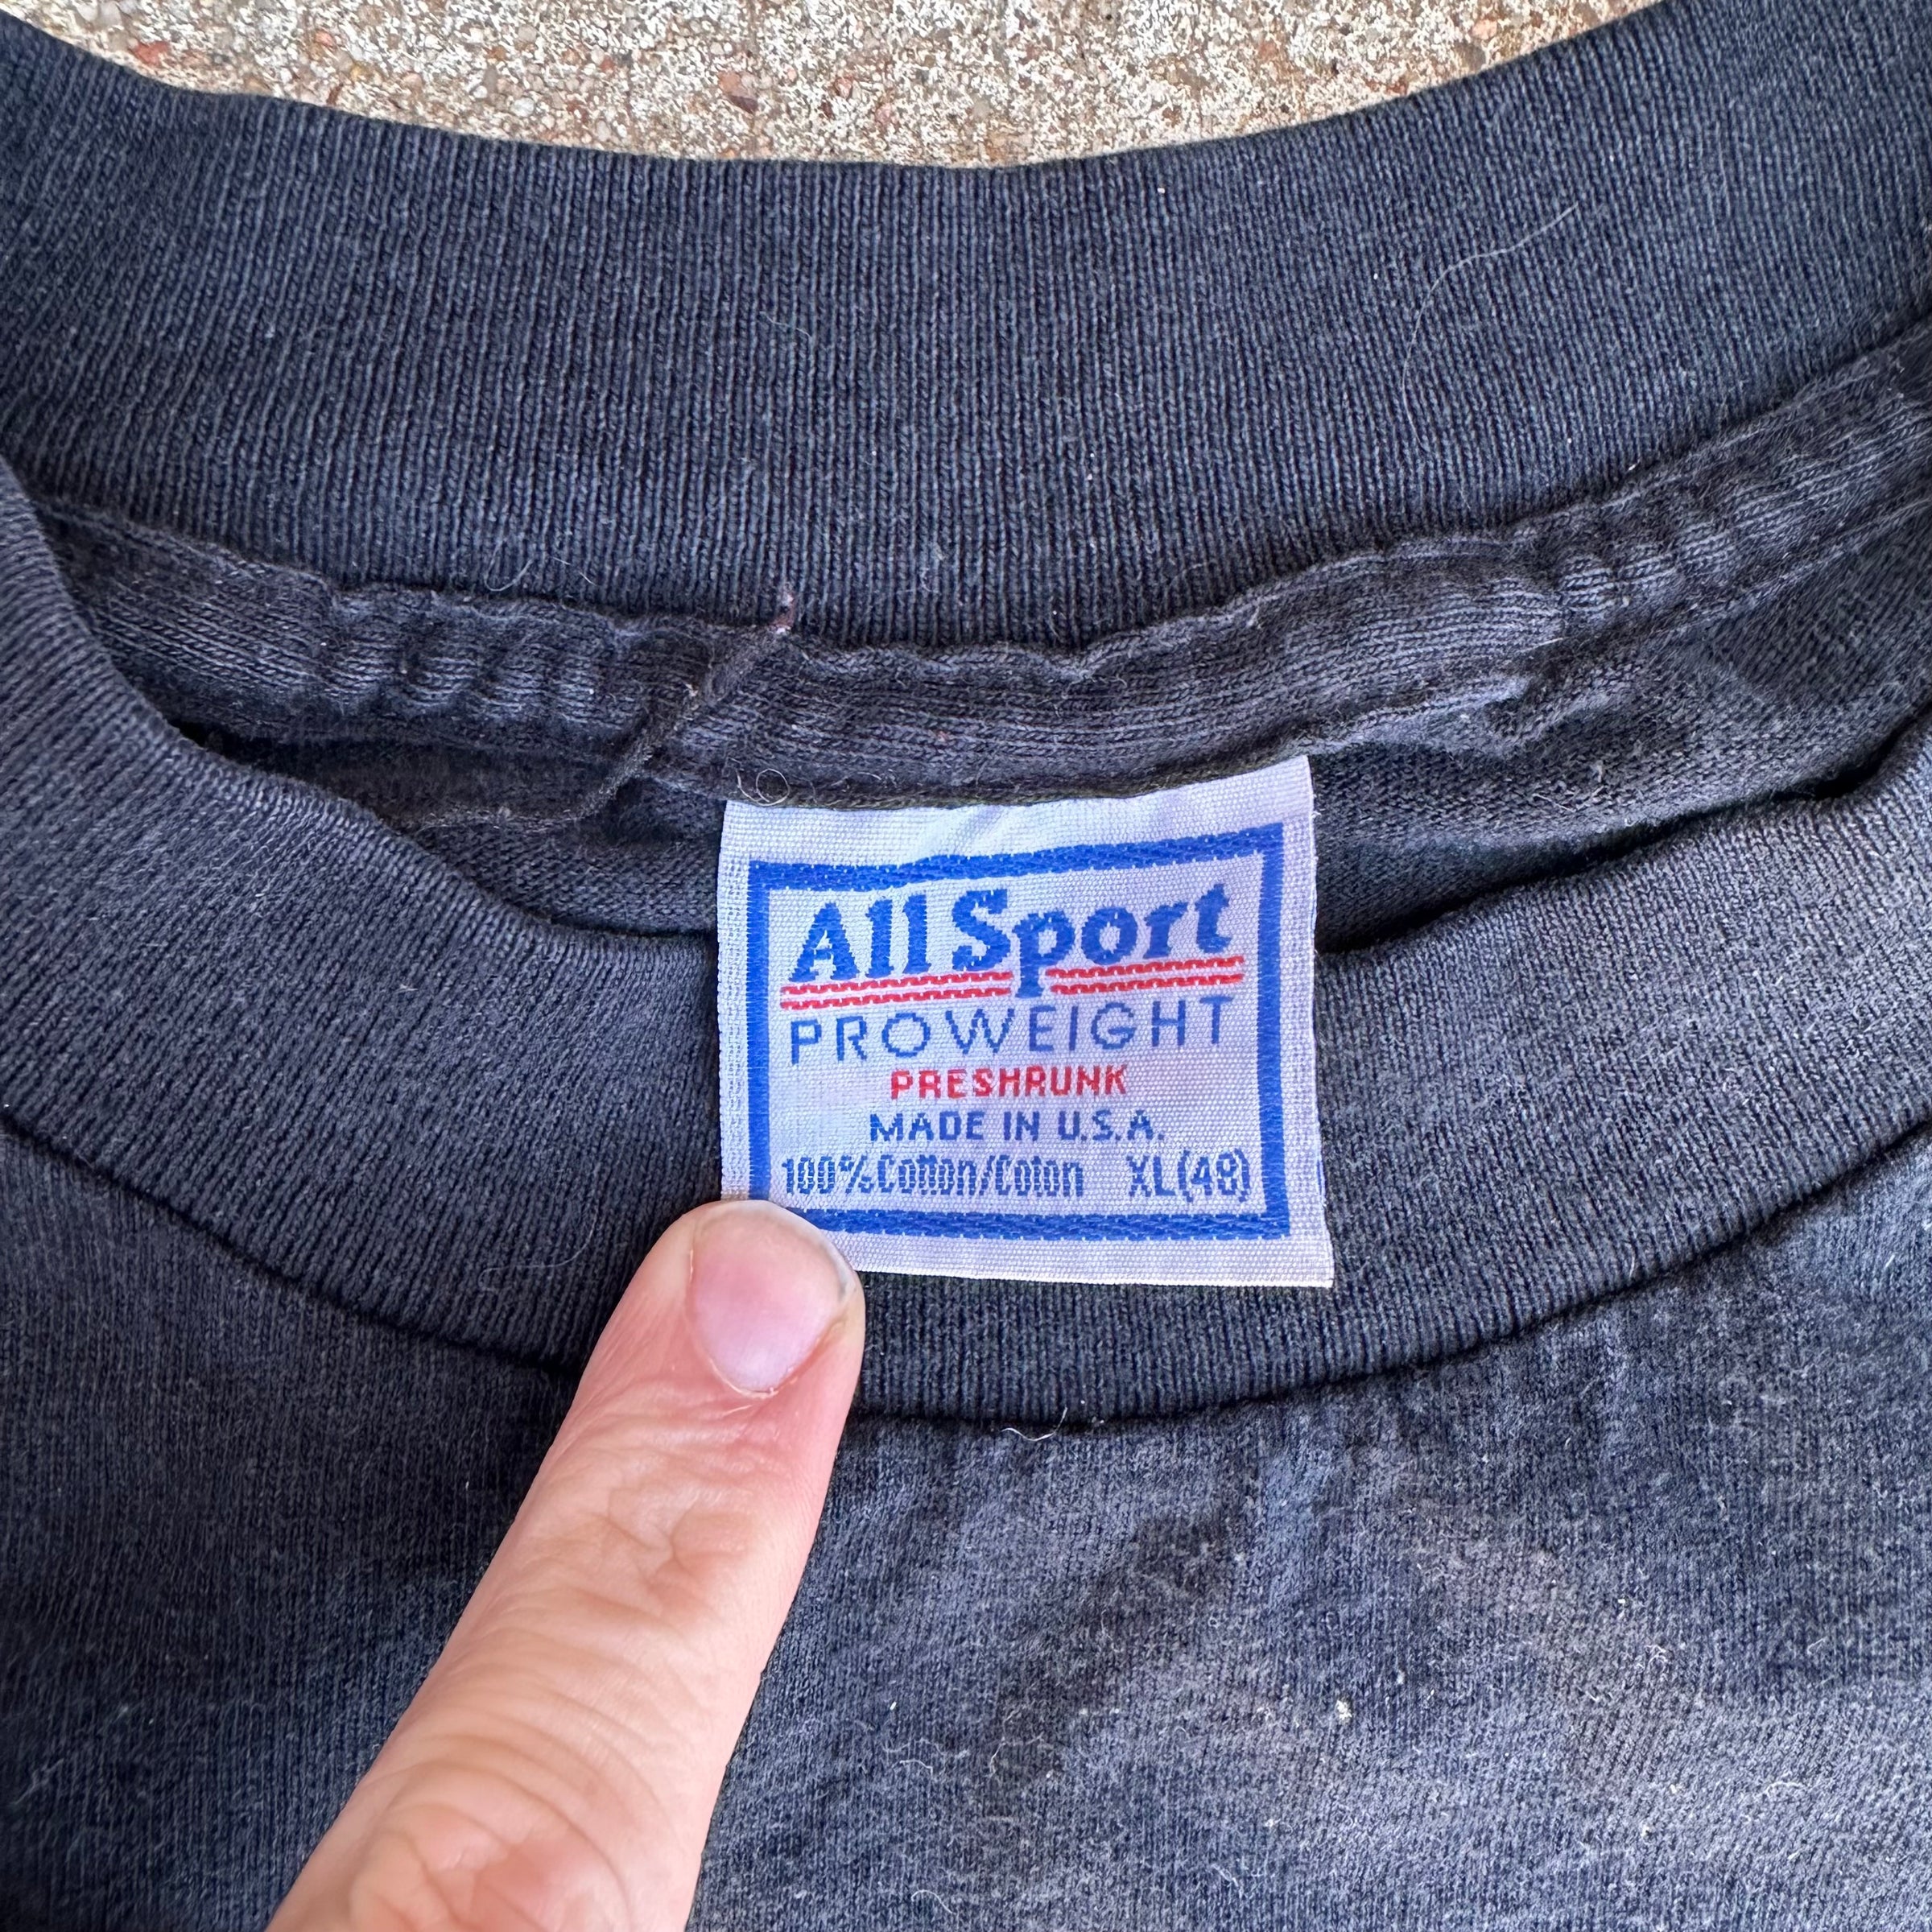 All Sport
PROWEIGHT
PRESHRUNK
MADE IN U.S.A.
100% Cotton/Coton XL(48)